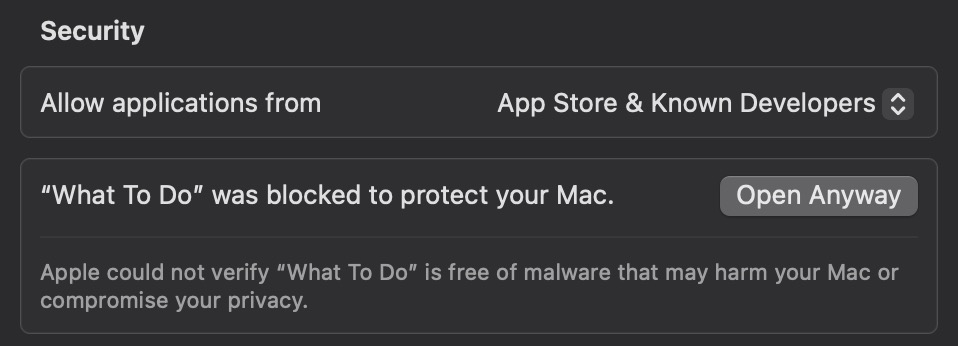 Security
Allow applications from App Store & Known Developers
“What To Do” was blocked to protect your Mac. Open Anyway
Apple could not verify “What To Do” is free of malware that may harm your Mac or
compromise your privacy.